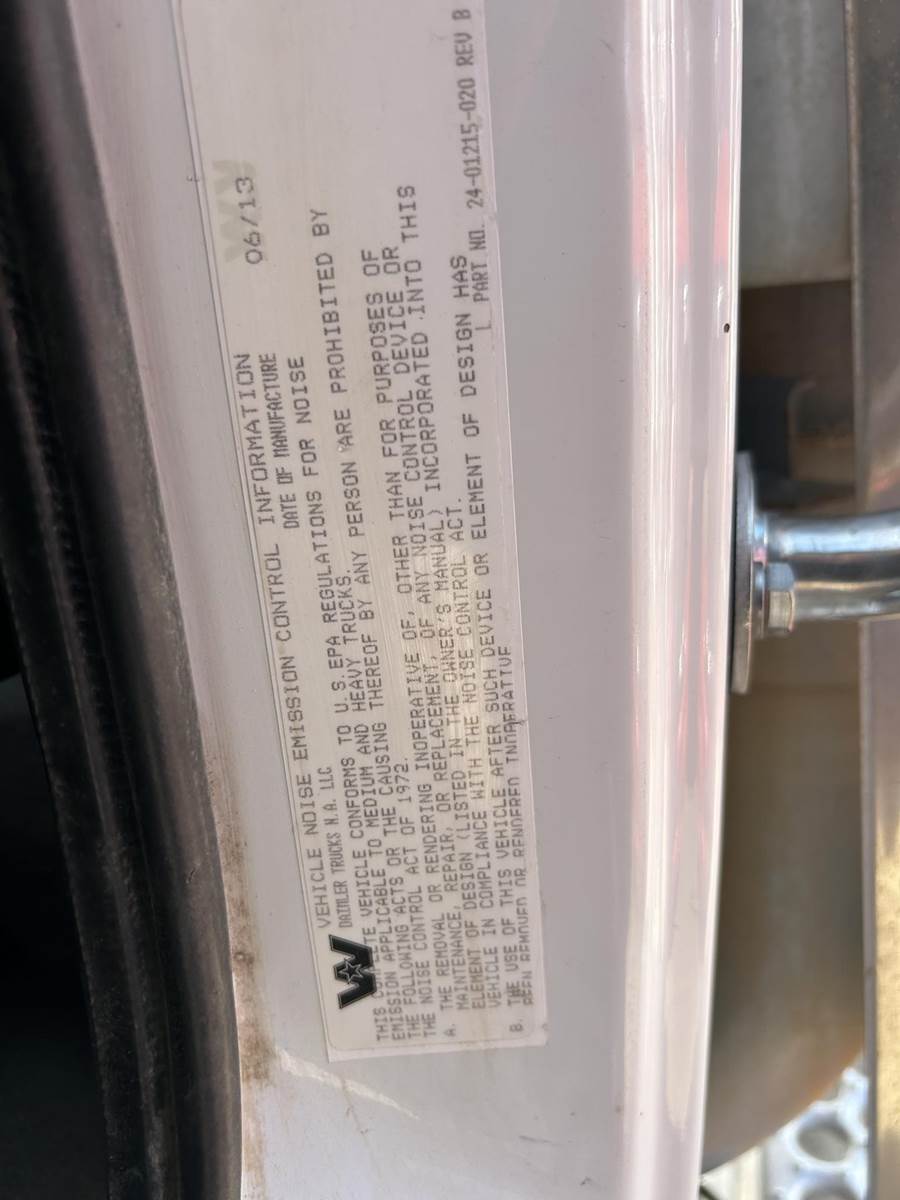 VEHICLE NOISE EMISSION CONTROL INFORMATION
DAIMLER TRUCKS N.A. LLC DATE OF MANUFACTURE 06/13
THIS VEHICLE CONFORMS TO U.S.EPA REGULATIONS FOR NOISE
EMISSION APPLICABLE TO MEDIUM AND HEAVY TRUCKS.
THE FOLLOWING ACTS OR THE CAUSING THEREOF BY ANY PERSON ARE PROHIBITED BY
THE NOISE CONTROL ACT OF 1972.
A. THE REMOVAL OR RENDERING INOPERATIVE OF, OTHER THAN FOR PURPOSES OF
MAINTENANCE, REPAIR, OR REPLACEMENT, OF ANY NOISE CONTROL DEVICE OR
ELEMENT OF DESIGN (LISTED IN THE OWNER'S MANUAL) INCORPORATED INTO THIS
VEHICLE IN COMPLIANCE WITH THE NOISE CONTROL ACT.
B. THE USE OF THIS VEHICLE AFTER SUCH DEVICE OR ELEMENT OF DESIGN HAS
BEEN REMOVED OR RENDERED INOPERATIVE
PART NO. 24-01215-020 REV B